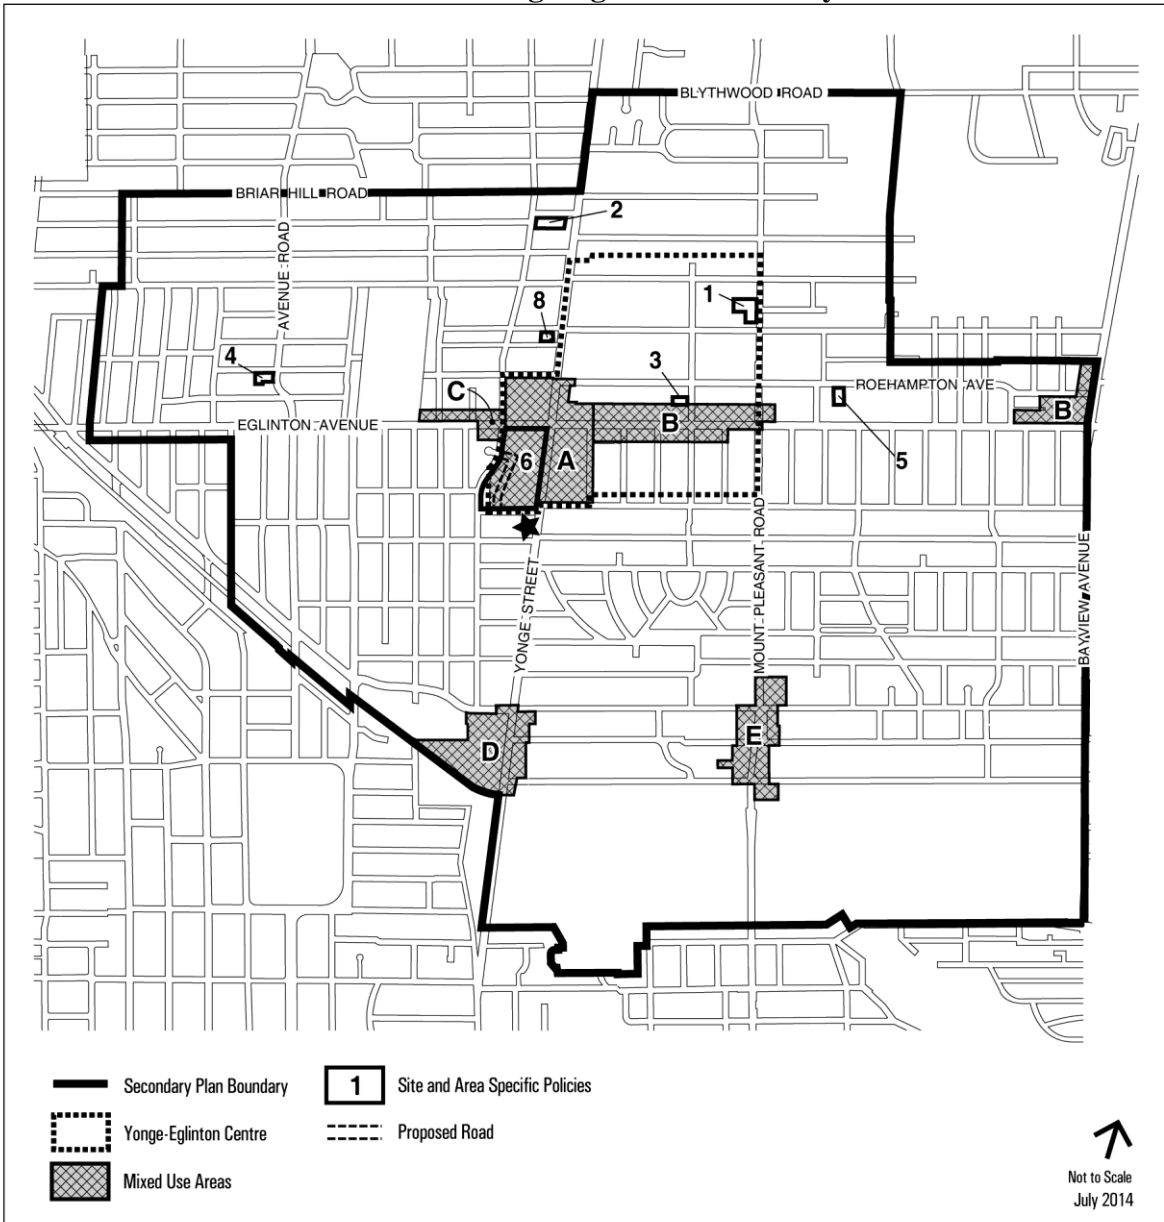 BLYTHWOOD ROAD
BRIAR HILL ROAD
2
AVENUE ROAD
1
8
4
3
C
ROEHAMPTON AVE
B
EGLINTON AVENUE
B
6
A
5
YONGE STREET
MOUNT PLEASANT ROAD
BAYVIEW AVENUE
D
E
Secondary Plan Boundary
1 Site and Area Specific Policies
Yonge-Eglinton Centre
Proposed Road
Mixed Use Areas
Not to Scale
July 2014